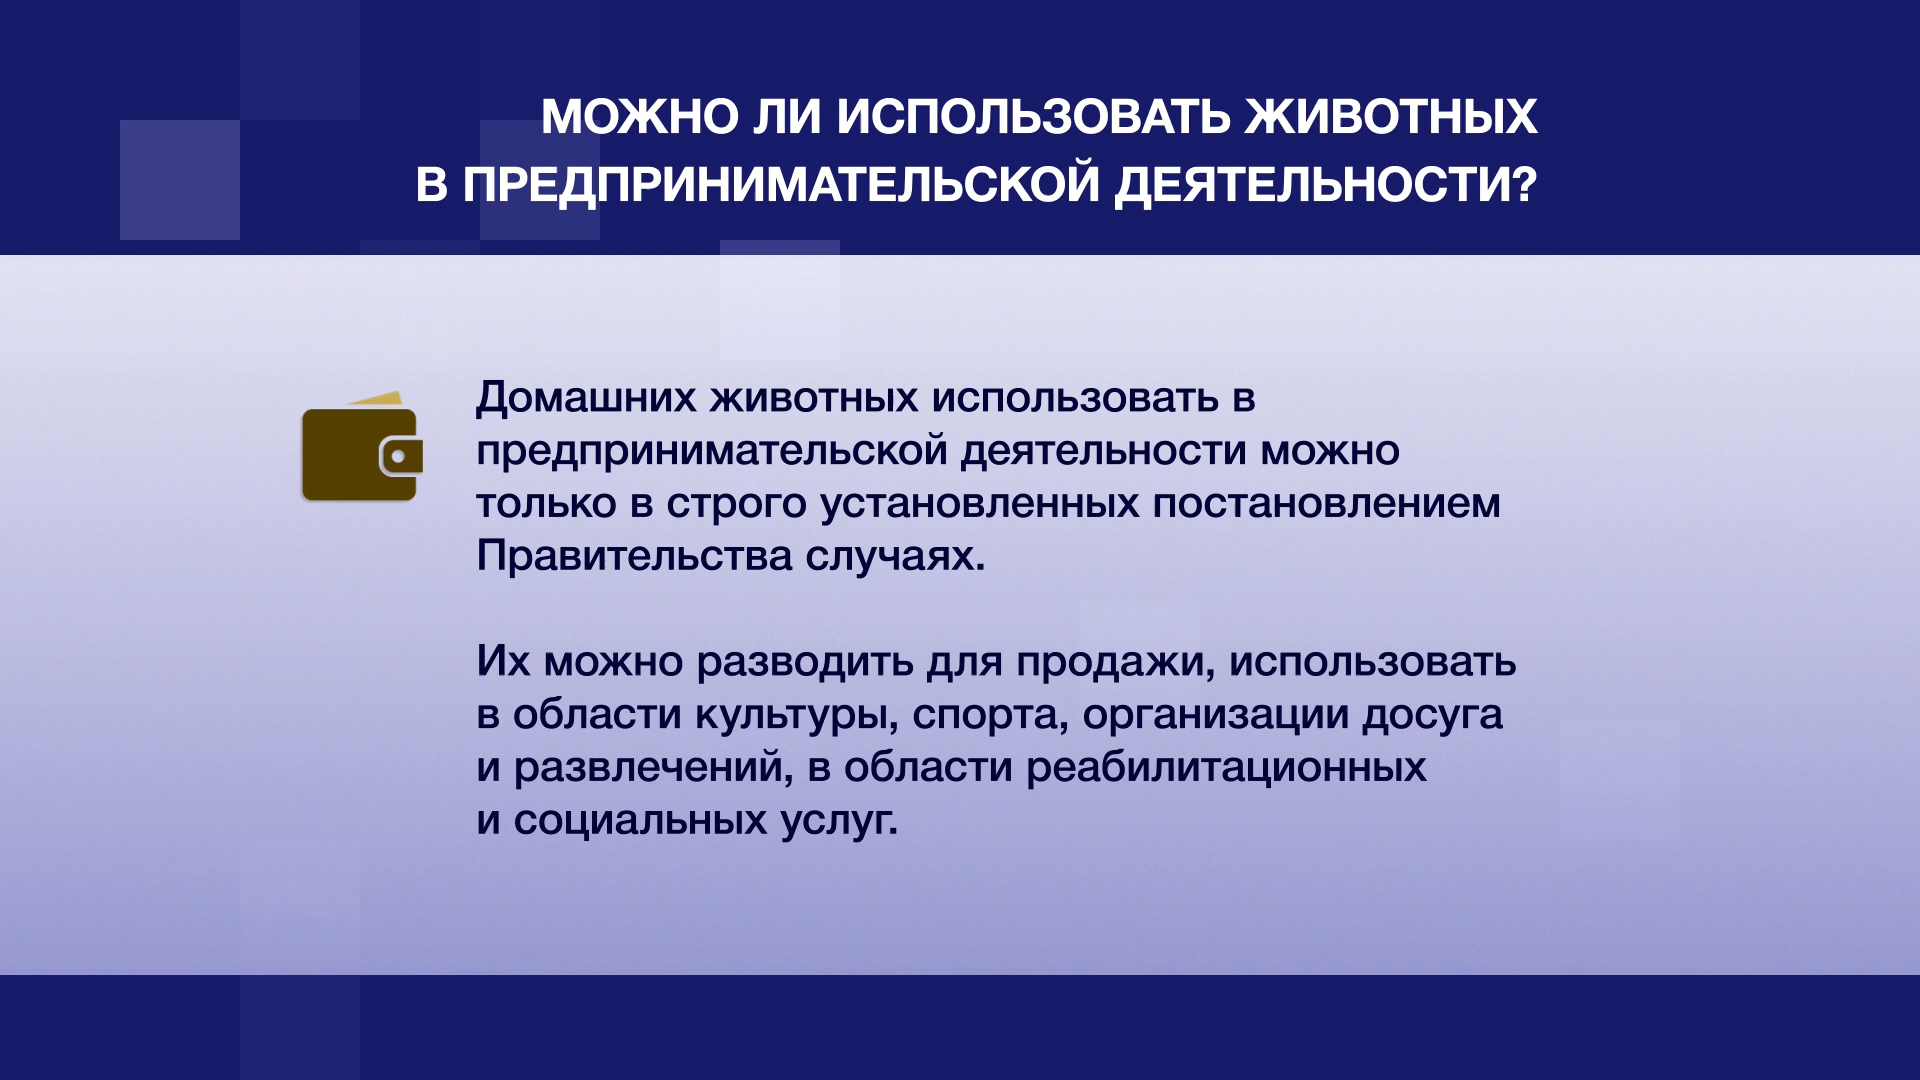 МОЖНО ЛИ ИСПОЛЬЗОВАТЬ ЖИВОТНЫХ
В ПРЕДПРИНИМАТЕЛЬСКОЙ ДЕЯТЕЛЬНОСТИ?
Домашних животных использовать в
предпринимательской деятельности можно
только в строго установленных постановлением
Правительства случаях.
Их можно разводить для продажи, использовать
в области культуры, спорта, организации досуга
и развлечений, в области реабилитационных
и социальных услуг.